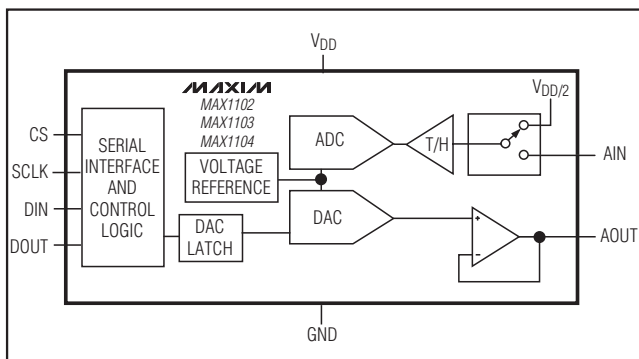 VDD
MAXIM
MAX1102
MAX1103
MAX1104
VDD/2
CS
SCLK
DIN
DOUT
SERIAL
INTERFACE
AND
CONTROL
LOGIC
VOLTAGE
REFERENCE
ADC
T/H
AIN
DAC
LATCH
DAC
+
-
AOUT
GND